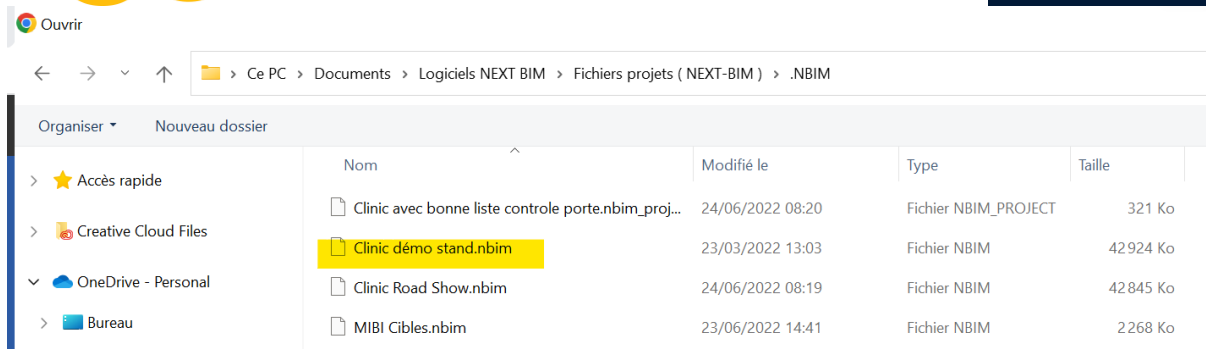 Ouvrir
Ce PC > Documents > Logiciels NEXT BIM > Fichiers projets ( NEXT-BIM ) > .NBIM
Organiser Nouveau dossier
Nom Modifié le Type Taille
Accès rapide
Clinic avec bonne liste controle porte.nbim_proj... 24/06/2022 08:20 Fichier NBIM_PROJECT 321 Ko
Creative Cloud Files
Clinic démo stand.nbim 23/03/2022 13:03 Fichier NBIM 42 924 Ko
OneDrive - Personal
Clinic Road Show.nbim 24/06/2022 08:19 Fichier NBIM 42 845 Ko
Bureau
MIBI Cibles.nbim 23/06/2022 14:41 Fichier NBIM 2 268 Ko